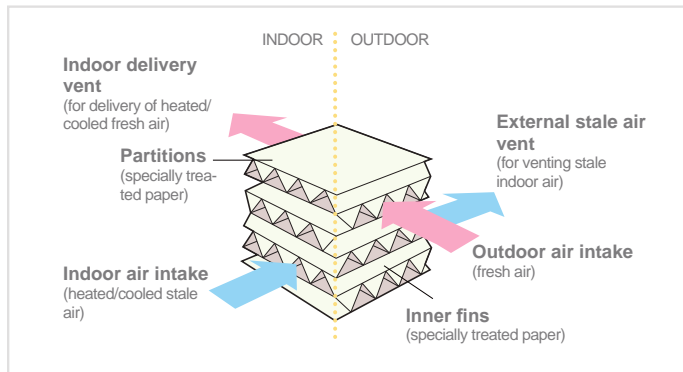 INDOOR OUTDOOR
Indoor delivery
vent
(for delivery of heated/
cooled fresh air)
Partitions
(specially trea-
ted paper)
External stale air
vent
(for venting stale
indoor air)
Indoor air intake
(heated/cooled stale
air)
Outdoor air intake
(fresh air)
Inner fins
(specially treated paper)